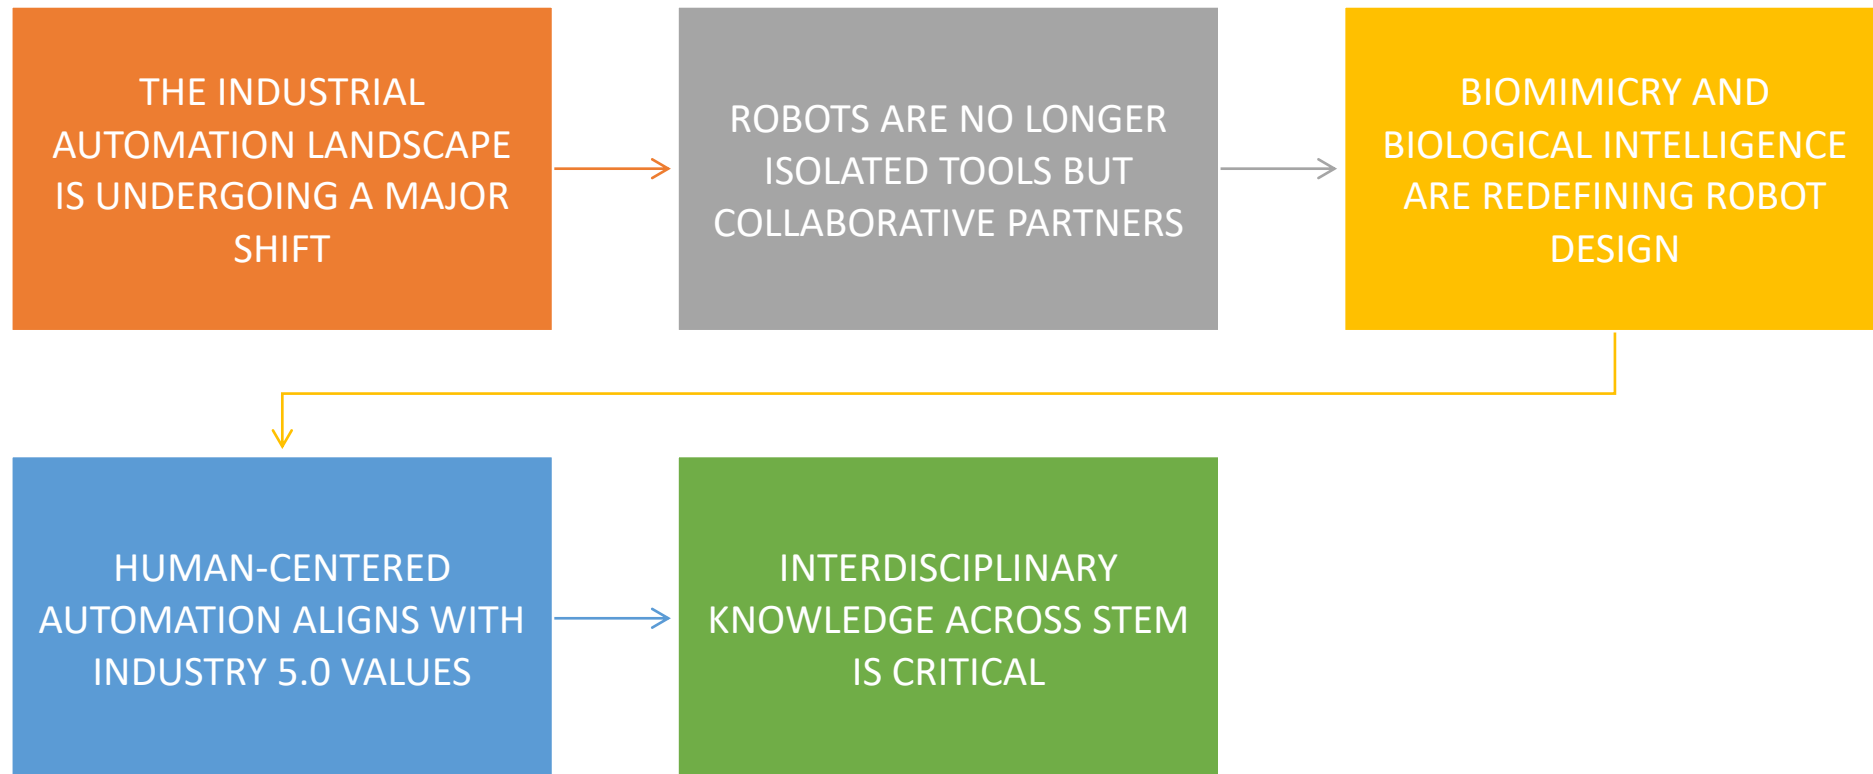 THE INDUSTRIAL
AUTOMATION LANDSCAPE
IS UNDERGOING A MAJOR
SHIFT
ROBOTS ARE NO LONGER
ISOLATED TOOLS BUT
COLLABORATIVE PARTNERS
BIOMIMICRY AND
BIOLOGICAL INTELLIGENCE
ARE REDEFINING ROBOT
DESIGN
HUMAN-CENTERED
AUTOMATION ALIGNS WITH
INDUSTRY 5.0 VALUES
INTERDISCIPLINARY
KNOWLEDGE ACROSS STEM
IS CRITICAL